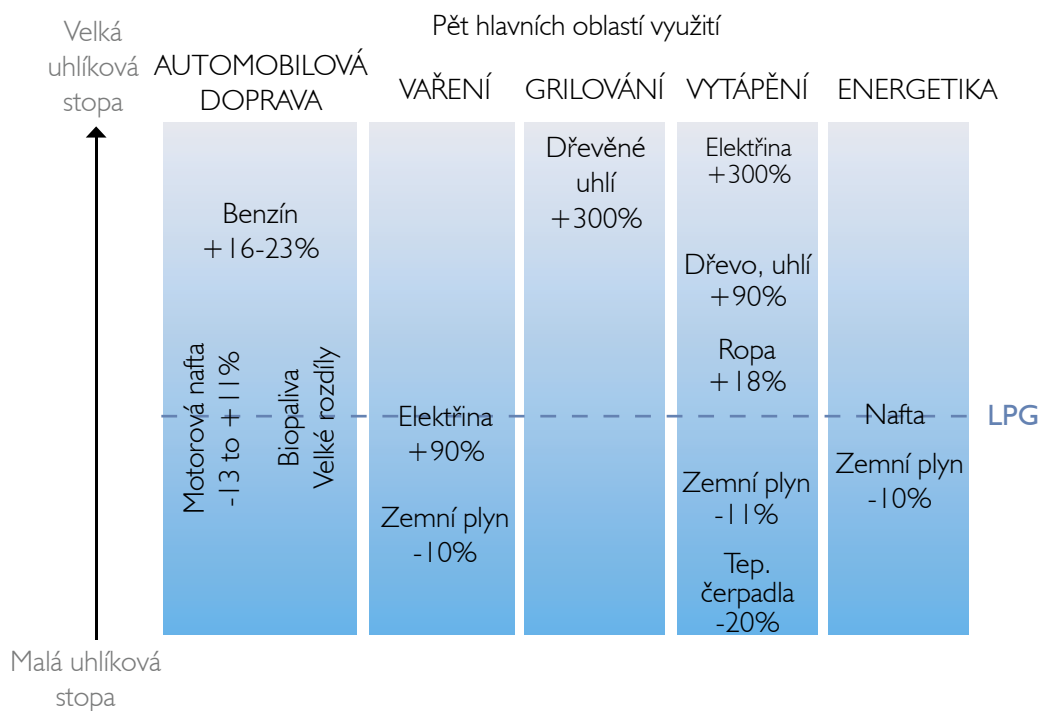 Pět hlavních oblastí využití
Velká
uhlíková
stopa
AUTOMOBILOVÁ
DOPRAVA
VAŘENÍ
GRILOVÁNÍ
VYTÁPĚNÍ
ENERGETIKA
Benzín
+16-23%
Motorová nafta
-13 to +11%
Biopaliva
Velké rozdíly
Elektřina
+90%
Zemní plyn
-10%
Dřevěné
uhlí
+300%
Elektřina
+300%
Dřevo, uhlí
+90%
Ropa
+18%
Zemní plyn
-11%
Tep.
čerpadla
-20%
Nafta
Zemní plyn
-10%
LPG
Malá uhlíková
stopa